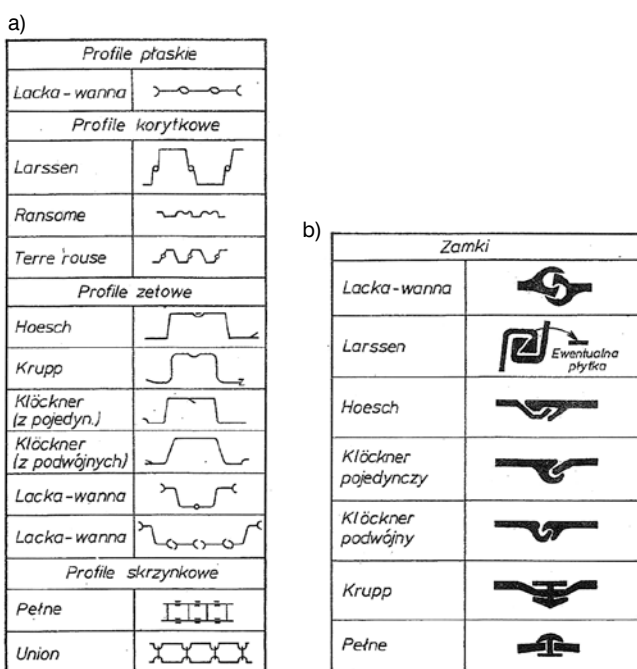 a)
Profile płaskie
Lacka-wanna
Profile korytkowe
Larssen
Ransome
Terre rouse
Profile zetowe
Hoesch
Krupp
Klöckner
(z pojedyn.)
Klöckner
(z podwójnych)
Lacka-wanna
Lacka-wanna
Profile skrzynkowe
Pełne
Union
b)
Zamki
Lacka-wanna
Larssen
Ewentualna
płytka
Hoesch
Klöckner
pojedynczy
Klöckner
podwójny
Krupp
Pełne